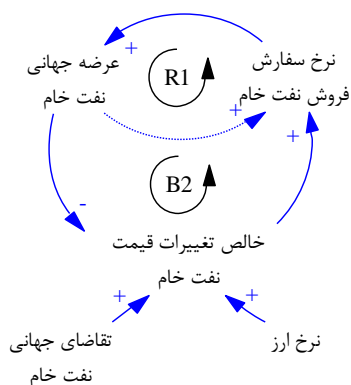 نرخ سفارش
فروش نفت خام
عرضه جهانی
نفت خام
+
R1
+
+
B2
-
خالص تغییرات قیمت
نفت خام
+
+
نرخ ارز
تقاضای جهانی
نفت خام